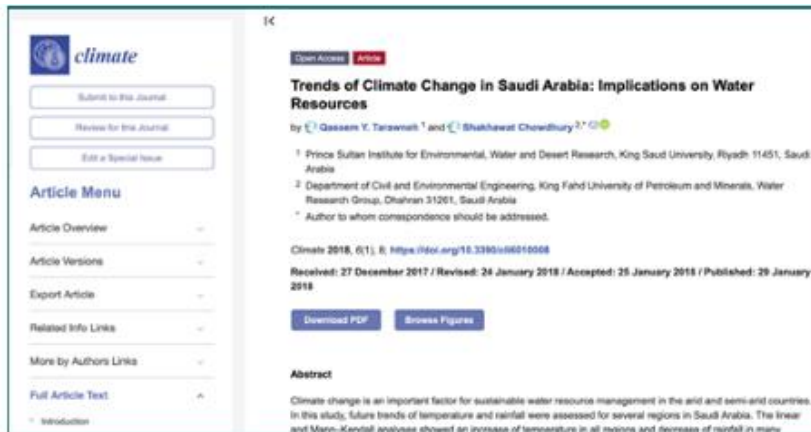 climate
Submit to this Journal
Review for this Journal
Edit a Special Issue
Article Menu
Article Overview
Article Versions
Export Article
Related Info Links
More by Authors Links
Full Article Text
Introduction
Open Access Article
Trends of Climate Change in Saudi Arabia: Implications on Water
Resources
by Qassem Y. Tarawneh 1 and Shakhawat Chowdhury 2,*
1 Prince Sultan Institute for Environmental, Water and Desert Research, King Saud University, Riyadh 11451, Saudi
Arabia
2 Department of Civil and Environmental Engineering, King Fahd University of Petroleum and Minerals, Water
Research Group, Dhahran 31261, Saudi Arabia
* Author to whom correspondence should be addressed.
Climate 2018, 6(1), 8; https://doi.org/10.3390/cli6010008
Received: 27 December 2017 / Revised: 24 January 2018 / Accepted: 25 January 2018 / Published: 29 January
2018
Download PDF Browse Figures
Abstract
Climate change is an important factor for sustainable water resource management in the arid and semi-arid countries.
In this study, future trends of temperature and rainfall were assessed for several regions in Saudi Arabia. The linear
and Mann–Kendall analyses showed an increase of temperature in all regions and decrease of rainfall in many